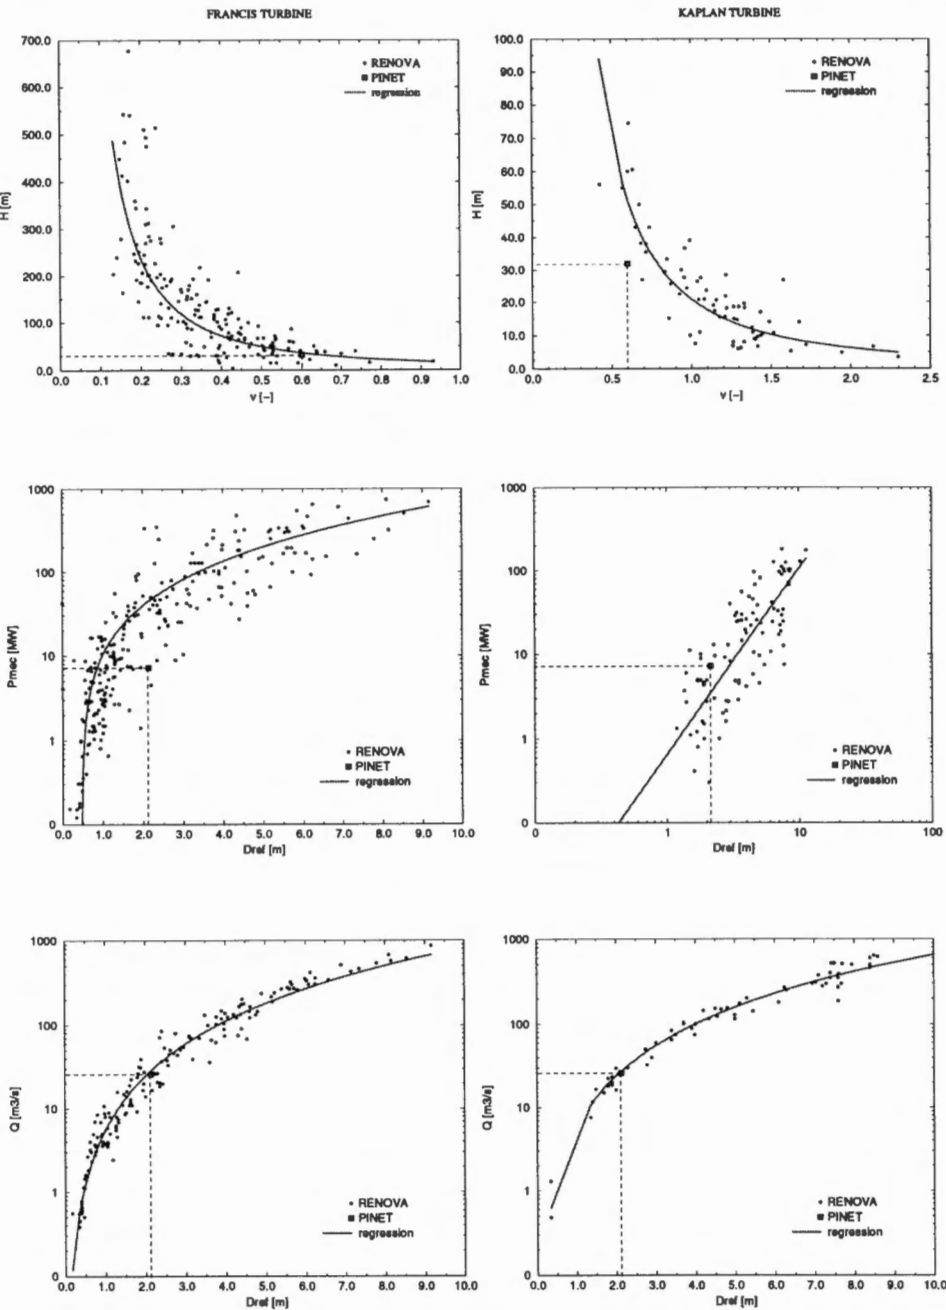 FRANCIS TURBINE
700.0
600.0
500.0
400.0
300.0
200.0
100.0
0.0
H [m]
RENOVA
PINET
regression
0.0 0.1 0.2 0.3 0.4 0.5 0.6 0.7 0.8 0.9 1.0
v [–]
KAPLAN TURBINE
100.0
90.0
80.0
70.0
60.0
50.0
40.0
30.0
20.0
10.0
0.0
H [m]
RENOVA
PINET
regression
0.0 0.5 1.0 1.5 2.0 2.5
v [–]
1000
100
10
1
0
Pmec [MW]
RENOVA
PINET
regression
0.0 1.0 2.0 3.0 4.0 5.0 6.0 7.0 8.0 9.0 10.0
Dref [m]
1000
100
10
1
0
Pmec [MW]
RENOVA
PINET
regression
0 1 10 100
Dref [m]
1000
100
10
1
0
Q [m3/s]
RENOVA
PINET
regression
0.0 1.0 2.0 3.0 4.0 5.0 6.0 7.0 8.0 9.0 10.0
Dref [m]
1000
100
10
1
0
Q [m3/s]
RENOVA
PINET
regression
0.0 1.0 2.0 3.0 4.0 5.0 6.0 7.0 8.0 9.0 10.0
Dref [m]